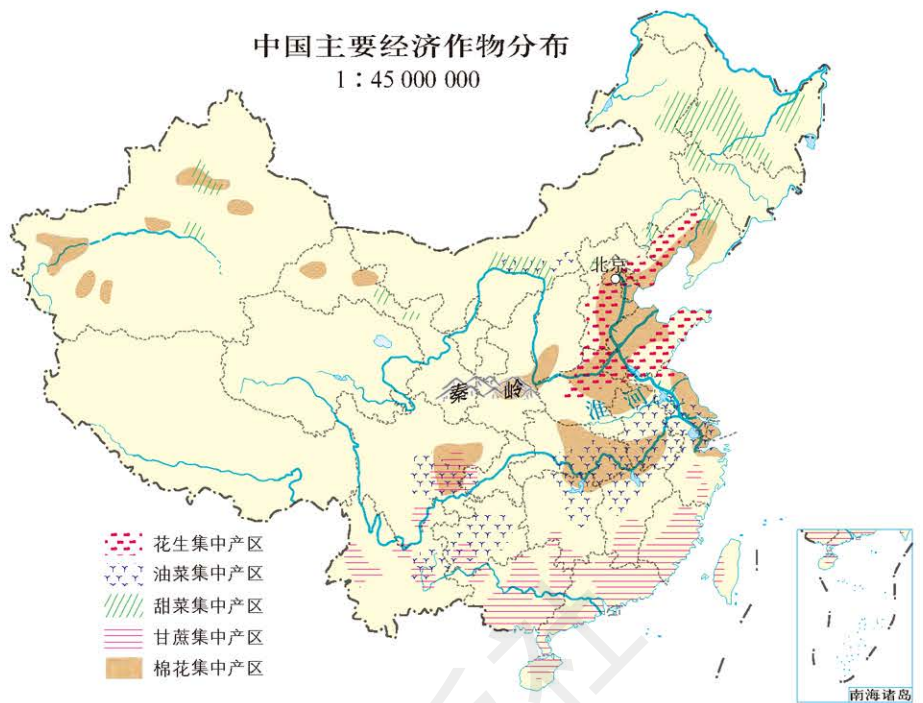 中国主要经济作物分布
1：45 000 000
北京
秦 岭
淮 河
花生集中产区
油菜集中产区
甜菜集中产区
甘蔗集中产区
棉花集中产区
南海诸岛